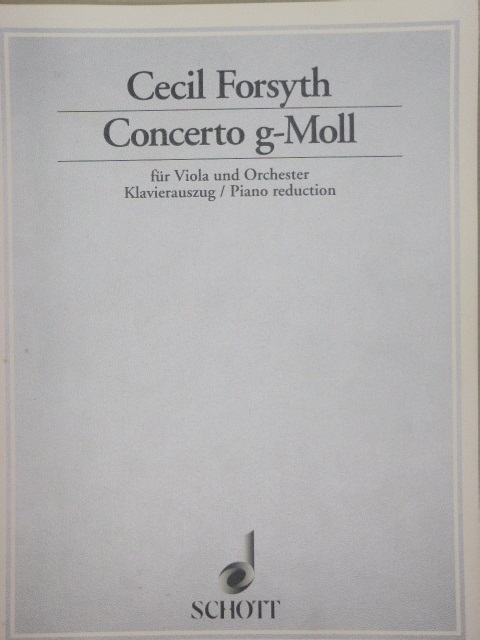 Cecil Forsyth
Concerto g-Moll
für Viola und Orchester
Klavierauszug / Piano reduction
SCHOTT